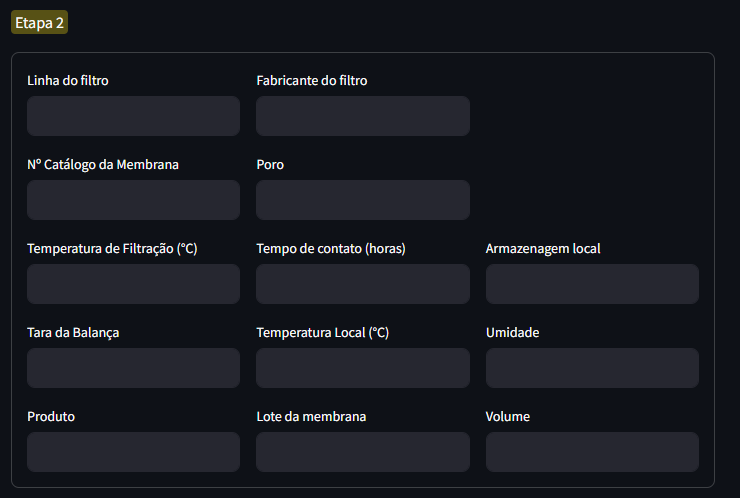 Etapa 2
Linha do filtro Fabricante do filtro
Nº Catálogo da Membrana Poro
Temperatura de Filtração (°C) Tempo de contato (horas) Armazenagem local
Tara da Balança Temperatura Local (°C) Umidade
Produto Lote da membrana Volume